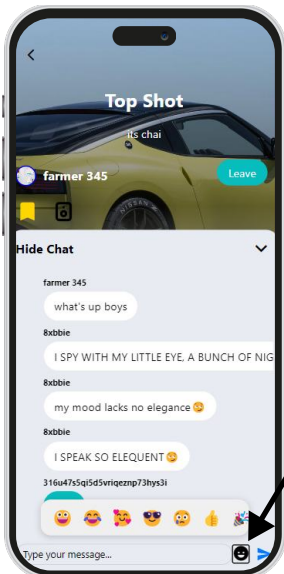 Top Shot
its chai
farmer 345
Leave
NISSAN
Hide Chat
farmer 345
what's up boys
8xbbie
I SPY WITH MY LITTLE EYE, A BUNCH OF NIG
8xbbie
my mood lacks no elegance
8xbbie
I SPEAK SO ELEQUENT
316u47s5qi5d5vriqeznp73hys3i
Type your message...